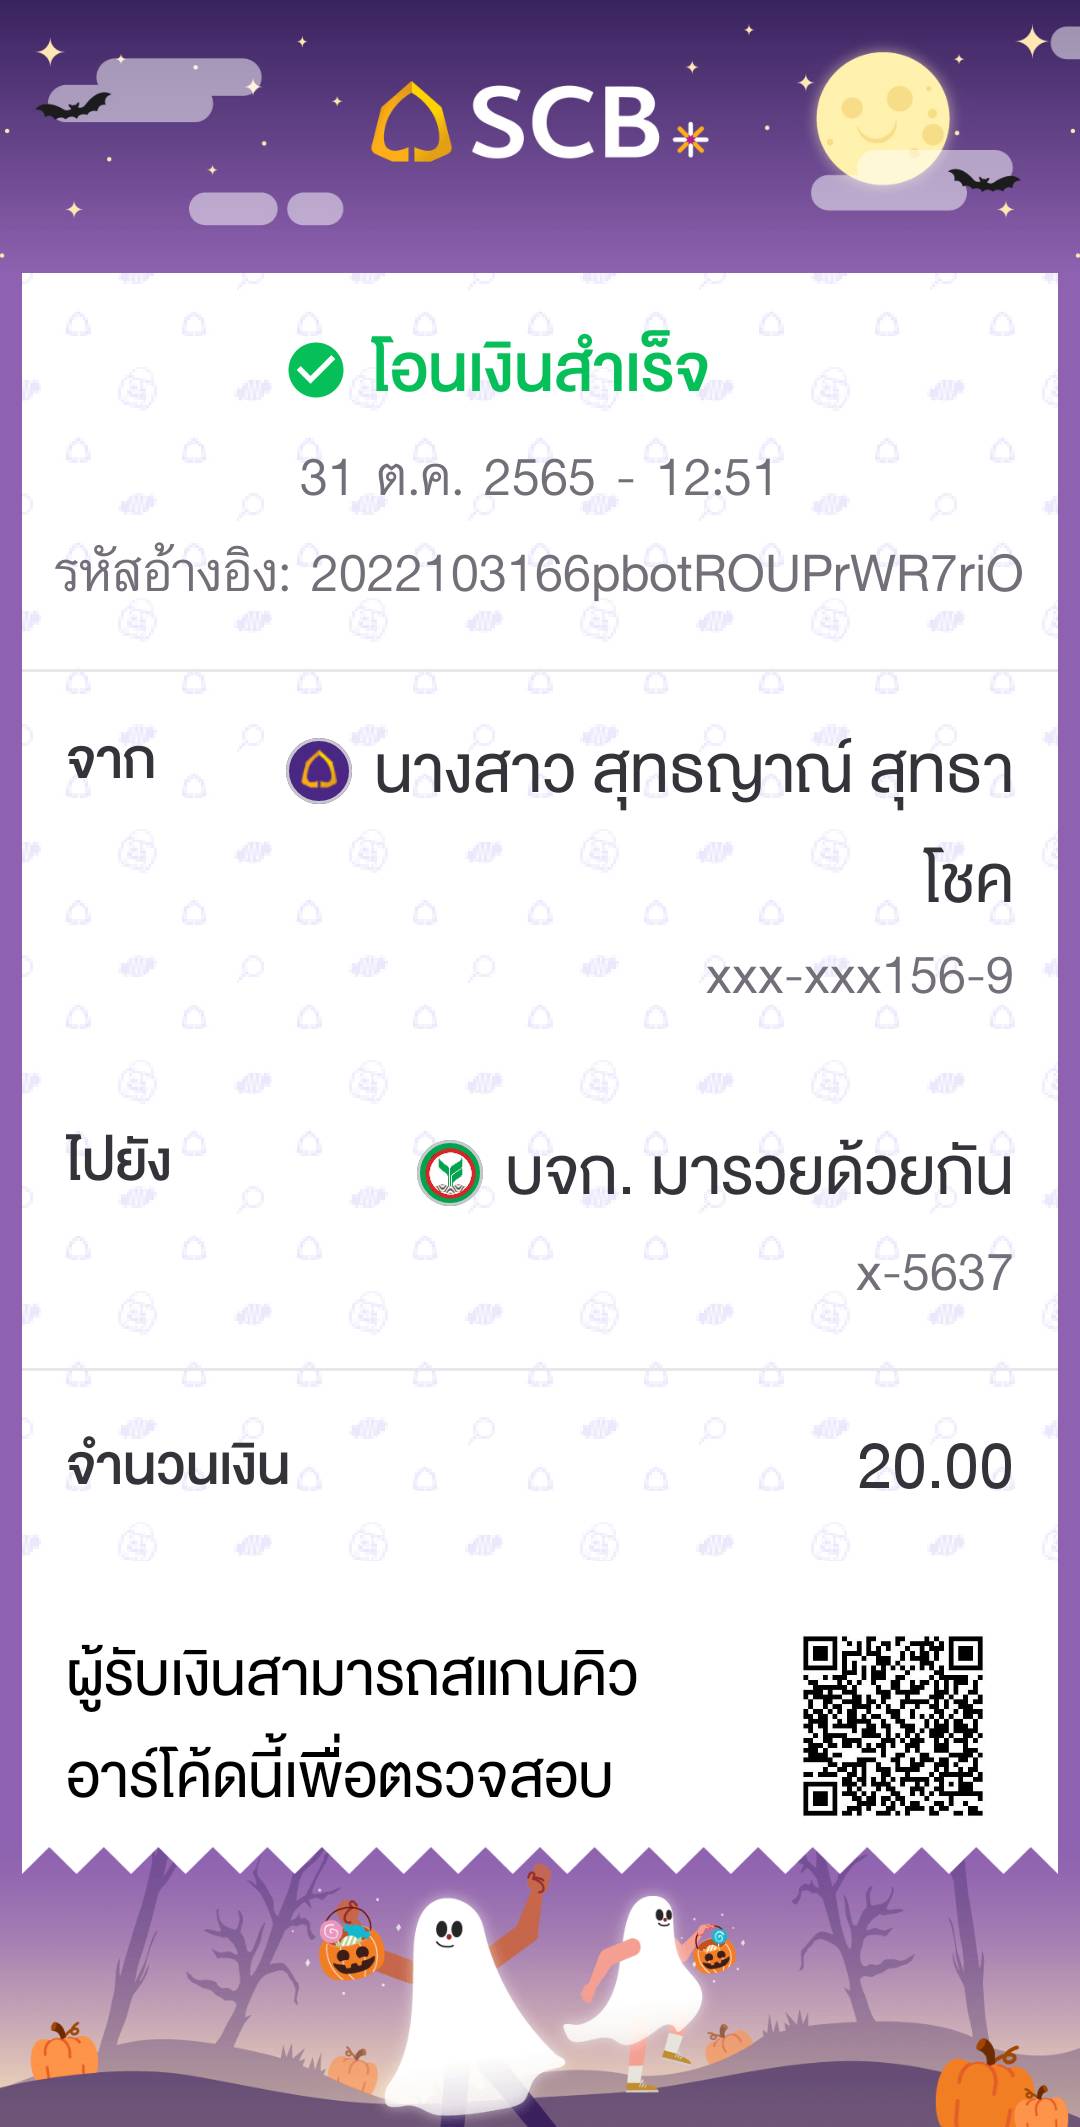 SCB
โอนเงินสำเร็จ
31 ต.ค. 2565 - 12:51
รหัสอ้างอิง: 2022103166pbotROUPrWR7riO
จาก
นางสาว สุทธญาณ์ สุทธา
โชค
xxx-xxx156-9
ไปยัง
บจก. มารวยด้วยกัน
x-5637
จำนวนเงิน
20.00
ผู้รับเงินสามารถสแกนคิว
อาร์โค้ดนี้เพื่อตรวจสอบ